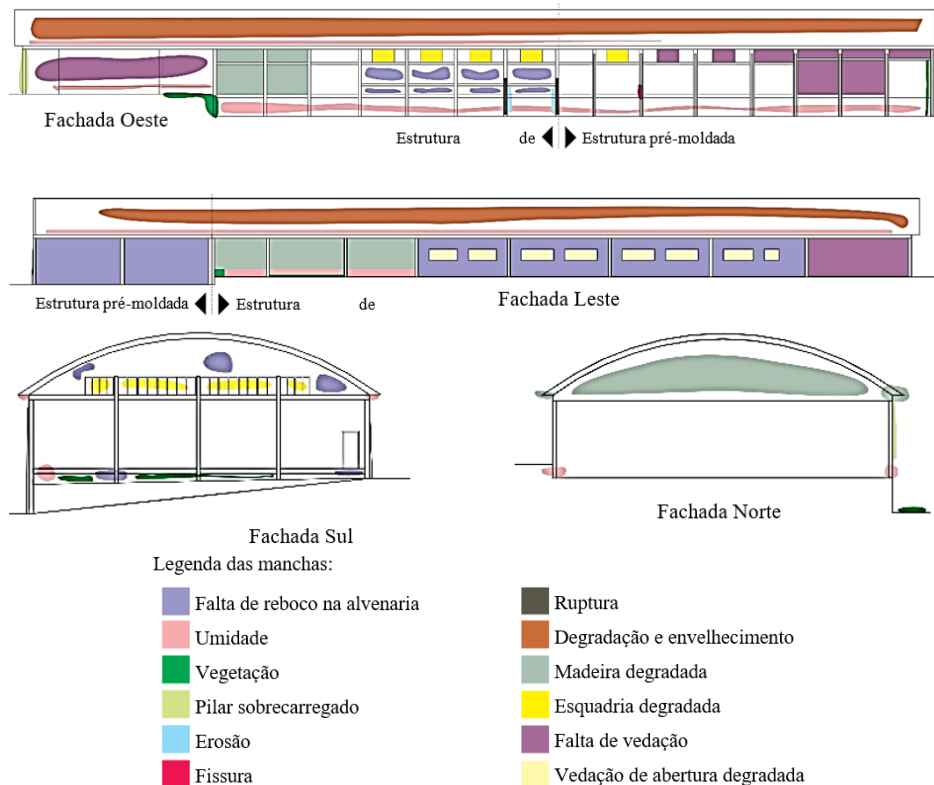 Fachada Oeste
Estrutura de Estrutura pré-moldada
Estrutura pré-moldada Estrutura de Fachada Leste
Fachada Sul
Fachada Norte
Legenda das manchas:
Falta de reboco na alvenaria
Umidade
Vegetação
Pilar sobrecarregado
Erosão
Fissura
Ruptura
Degradação e envelhecimento
Madeira degradada
Esquadria degradada
Falta de vedação
Vedação de abertura degradada